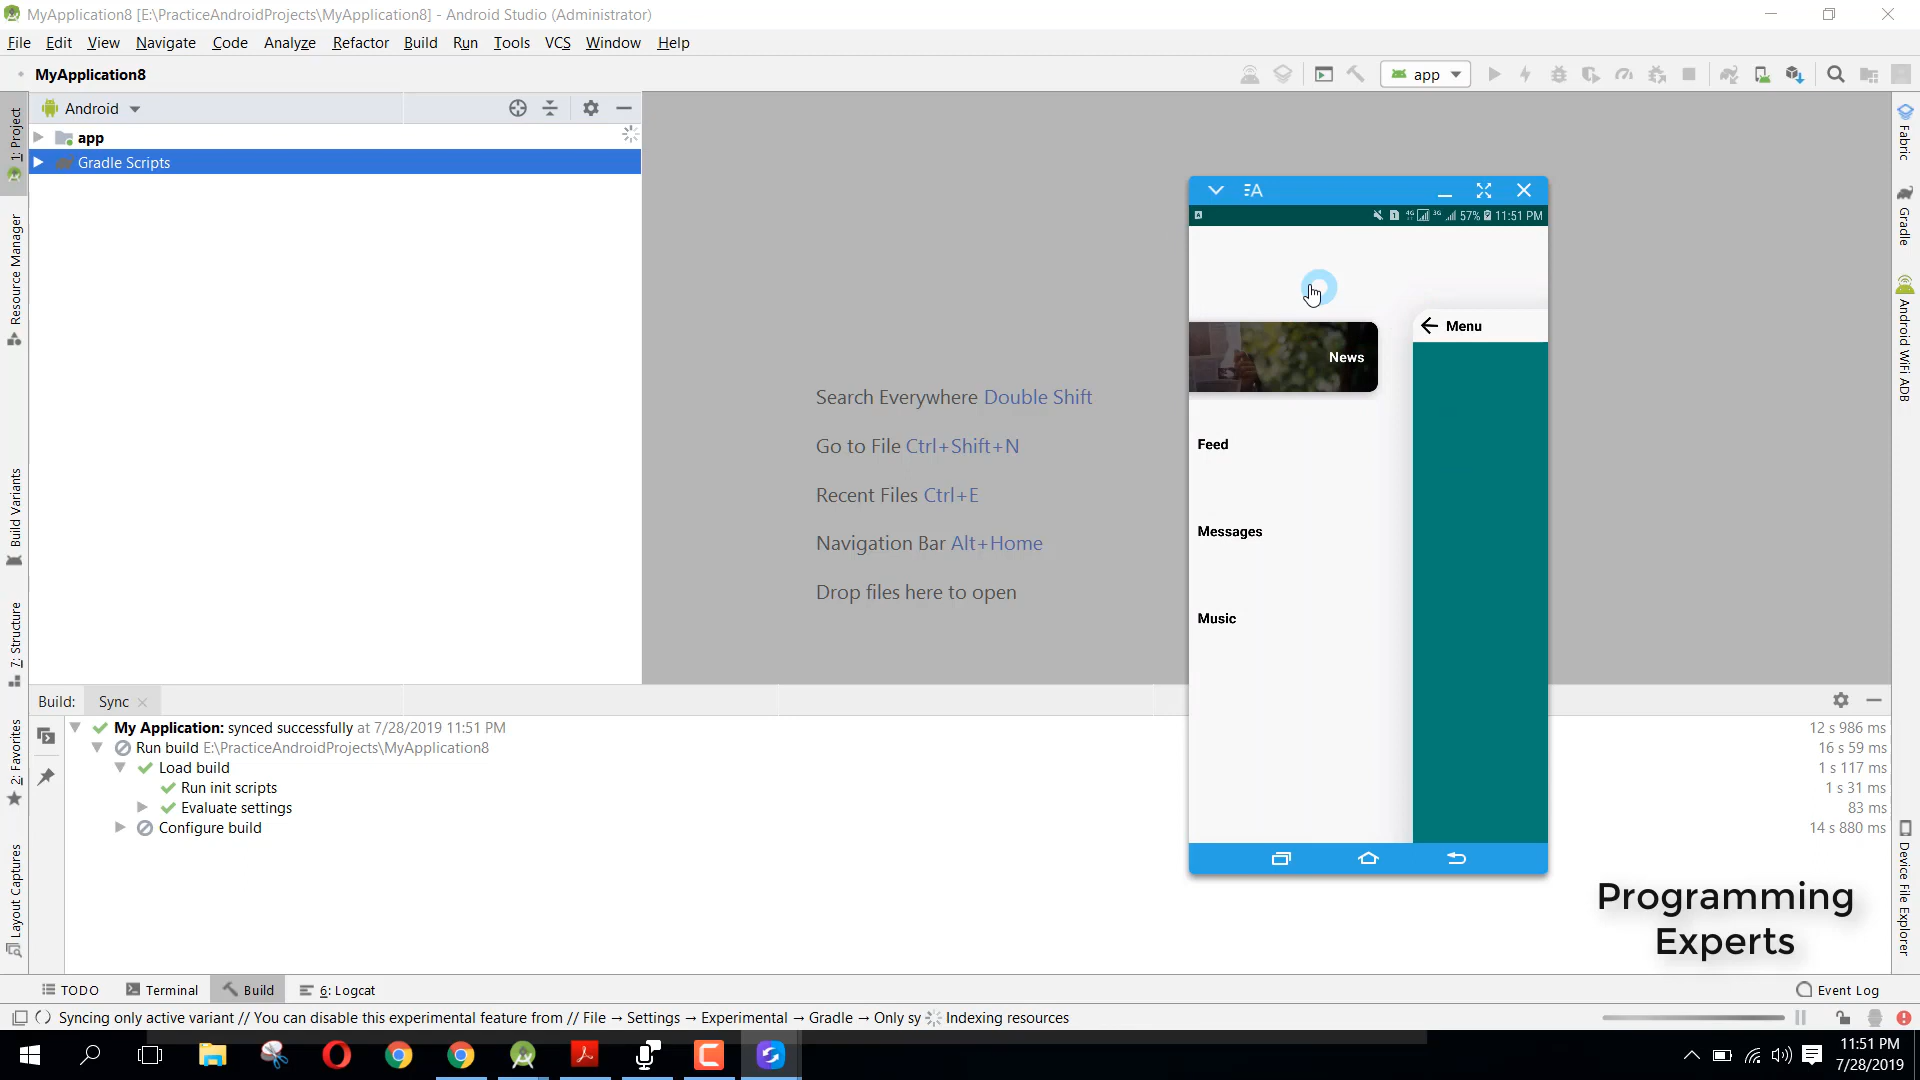 MyApplication8 [E:\PracticeAndroidProjects\MyApplication8] - Android Studio (Administrator)
File Edit View Navigate Code Analyze Refactor Build Run Tools VCS Window Help
MyApplication8
app
Android
1: Project
Resource Manager
Build Variants
7: Structure
2: Favorites
Layout Captures
app
Gradle Scripts
Search Everywhere Double Shift
Go to File Ctrl+Shift+N
Recent Files Ctrl+E
Navigation Bar Alt+Home
Drop files here to open
A
57% 11:51 PM
Menu
News
Feed
Messages
Music
Fabric
Gradle
Android WiFi ADB
Device File Explorer
Build: Sync
My Application: synced successfully at 7/28/2019 11:51 PM 12 s 986 ms
Run build E:\PracticeAndroidProjects\MyApplication8 16 s 59 ms
Load build 1 s 117 ms
Run init scripts 1 s 31 ms
Evaluate settings 83 ms
Configure build 14 s 880 ms
Programming
Experts
TODO Terminal Build 6: Logcat Event Log
Syncing only active variant // You can disable this experimental feature from // File → Settings → Experimental → Gradle → Only sy Indexing resources
11:51 PM
7/28/2019